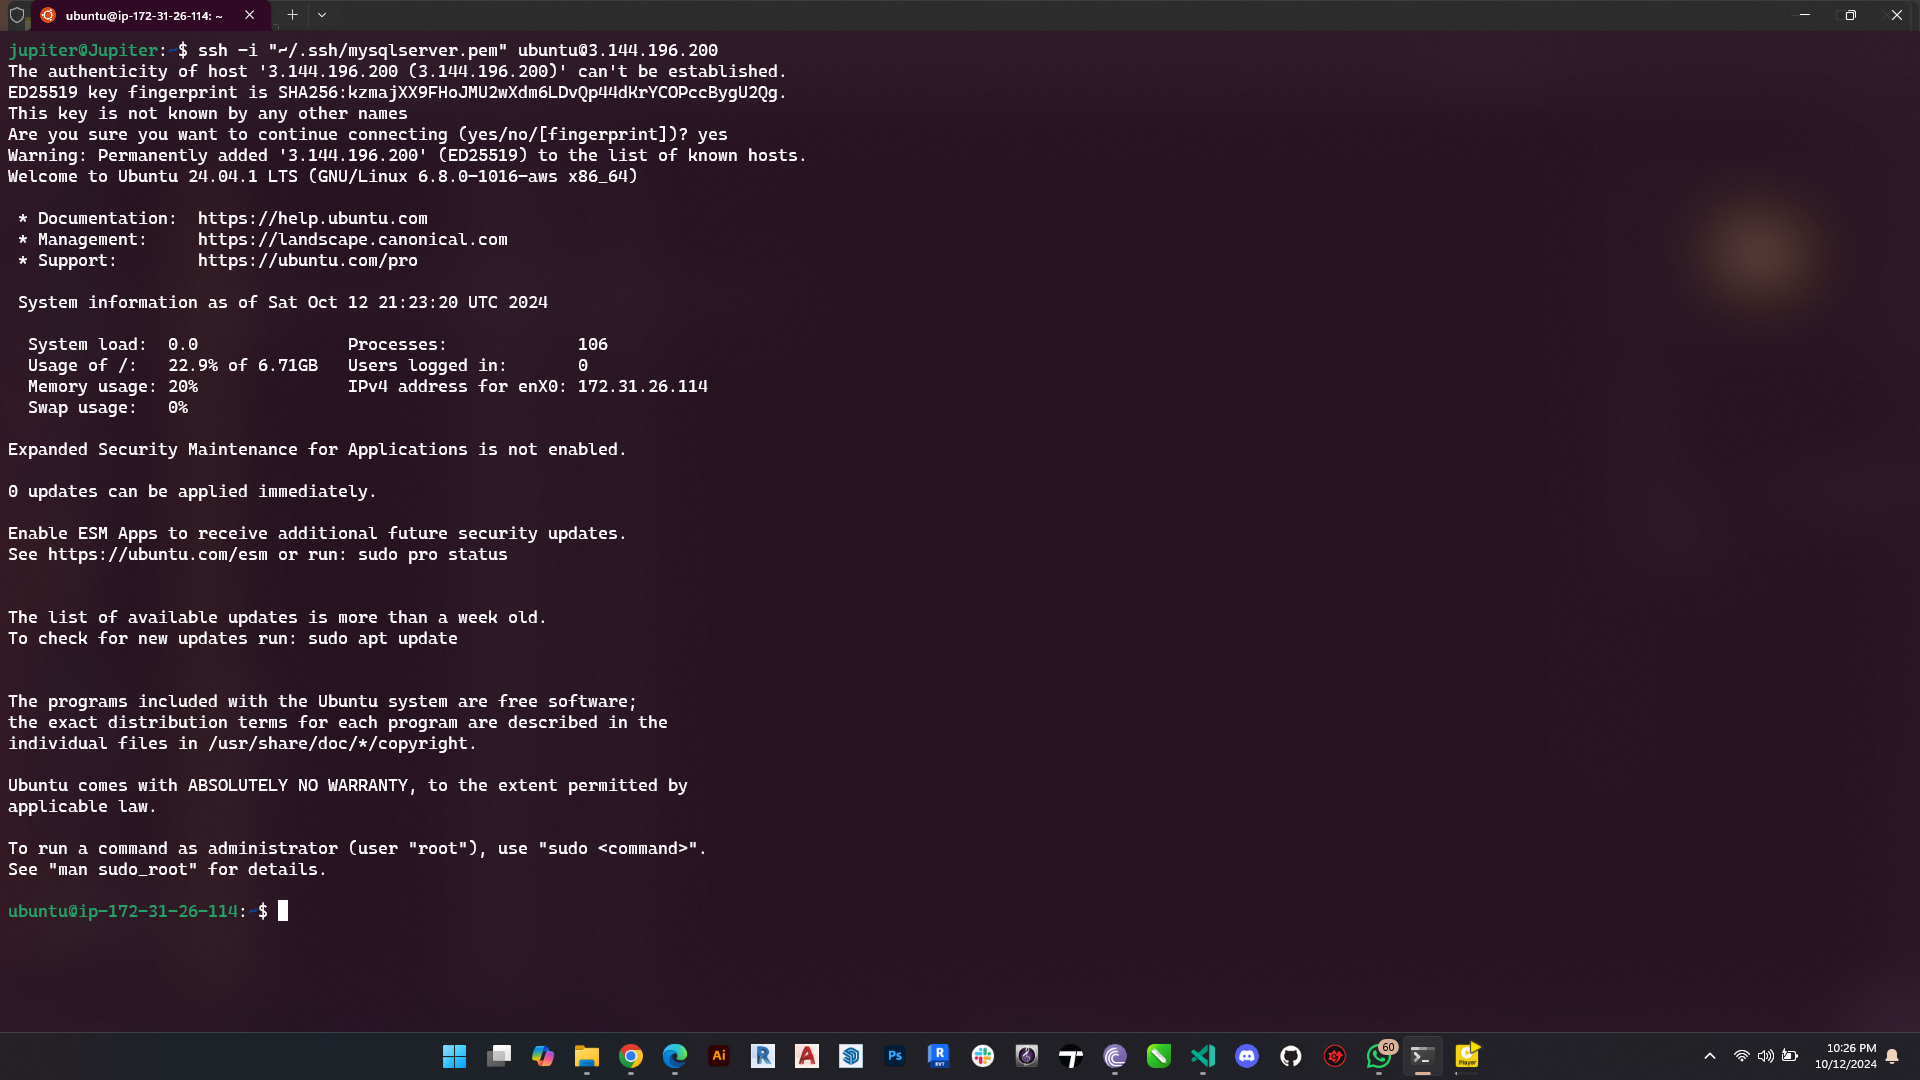 ubuntu@ip-172-31-26-114: ~
jupiter@Jupiter:~$ ssh -i "~/.ssh/mysqlserver.pem" ubuntu@3.144.196.200
The authenticity of host '3.144.196.200 (3.144.196.200)' can't be established.
ED25519 key fingerprint is SHA256:kzmajXX9FHoJMU2wXdm6LDvQp44dKrYCOPccBygU2Qg.
This key is not known by any other names
Are you sure you want to continue connecting (yes/no/[fingerprint])? yes
Warning: Permanently added '3.144.196.200' (ED25519) to the list of known hosts.
Welcome to Ubuntu 24.04.1 LTS (GNU/Linux 6.8.0-1016-aws x86_64)
* Documentation:  https://help.ubuntu.com
* Management:     https://landscape.canonical.com
* Support:        https://ubuntu.com/pro
System information as of Sat Oct 12 21:23:20 UTC 2024
System load:  0.0               Processes:             106
Usage of /:   22.9% of 6.71GB   Users logged in:       0
Memory usage: 20%               IPv4 address for enX0: 172.31.26.114
Swap usage:   0%
Expanded Security Maintenance for Applications is not enabled.
0 updates can be applied immediately.
Enable ESM Apps to receive additional future security updates.
See https://ubuntu.com/esm or run: sudo pro status
The list of available updates is more than a week old.
To check for new updates run: sudo apt update
The programs included with the Ubuntu system are free software;
the exact distribution terms for each program are described in the
individual files in /usr/share/doc/*/copyright.
Ubuntu comes with ABSOLUTELY NO WARRANTY, to the extent permitted by
applicable law.
To run a command as administrator (user "root"), use "sudo <command>".
See "man sudo_root" for details.
ubuntu@ip-172-31-26-114:~$
Ai
R
A
Ps
R
RVT
60
Player
10:26 PM
10/12/2024